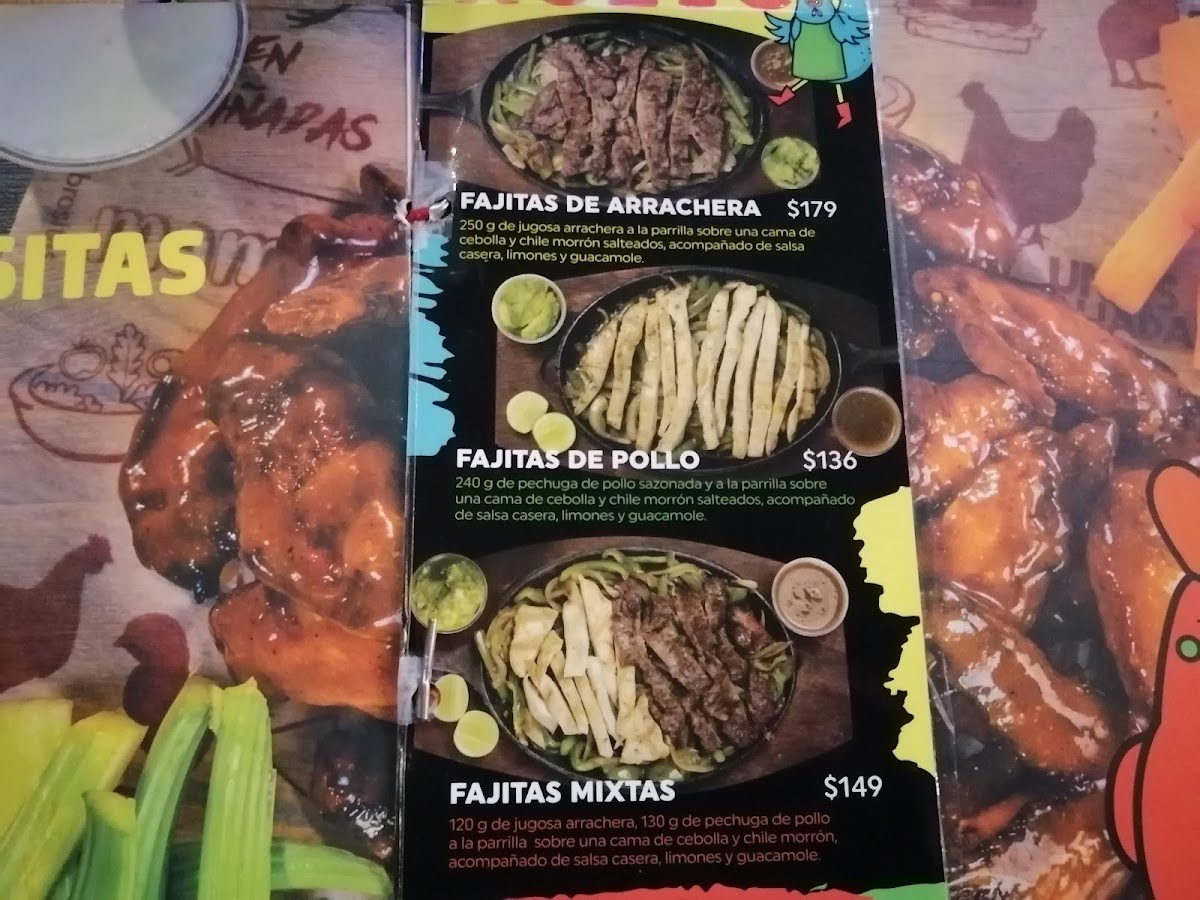 EN
SITAS
FAJITAS DE ARRACHERA $179
250 g de jugosa arrachera a la parrilla sobre una cama de
cebolla y chile morrón salteados, acompañado de salsa
casera, limones y guacamole.
FAJITAS DE POLLO $136
240 g de pechuga de pollo sazonada y a la parrilla sobre
una cama de cebolla y chile morrón salteados, acompañado
de salsa casera, limones y guacamole.
FAJITAS MIXTAS $149
120 g de jugosa arrachera, 130 g de pechuga de pollo
a la parrilla sobre una cama de cebolla y chile morrón,
acompañado de salsa casera, limones y guacamole.